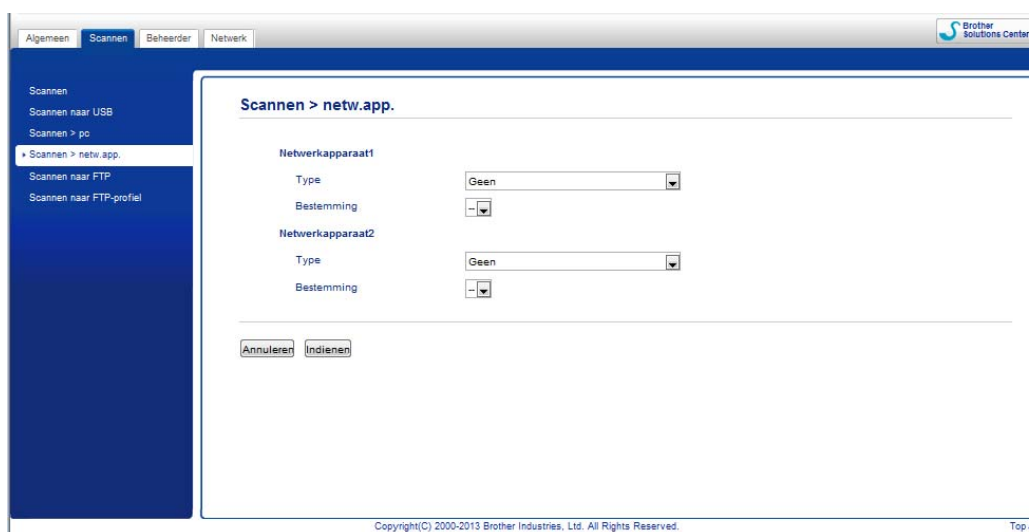 Algemeen Scannen Beheerder Netwerk
Brother
Solutions Center
Scannen
Scannen naar USB
Scannen > pc
Scannen > netw.app.
Scannen naar FTP
Scannen naar FTP-profiel
Scannen > netw.app.
Netwerkapparaat1
Type Geen
Bestemming --
Netwerkapparaat2
Type Geen
Bestemming --
Annuleren Indienen
Copyright(C) 2000-2013 Brother Industries, Ltd. All Rights Reserved.
Top